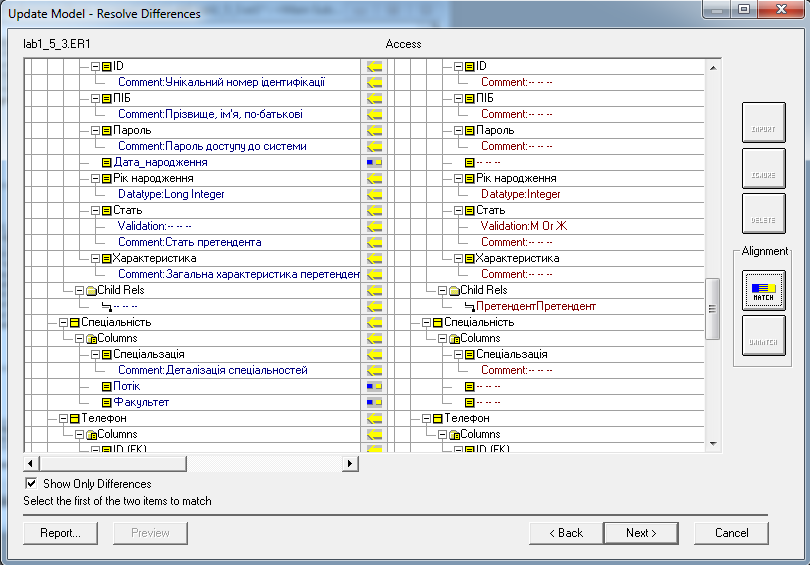 Update Model - Resolve Differences
lab1_5_3.ER1 Access
ID ID
Comment:Унікальний номер ідентифікації Comment:-- -- --
ПІБ ПІБ
Comment:Прізвище, ім'я, по-батькові Comment:-- -- --
Пароль Пароль
Comment:Пароль доступу до системи Comment:-- -- --
Дата_народження -- -- --
Рік народження Рік народження
Datatype:Long Integer Datatype:Integer
Стать Стать
Validation:-- -- -- Validation:М Or Ж
Comment:Стать претендента Comment:-- -- --
Характеристика Характеристика
Comment:Загальна характеристика перетенден Comment:-- -- --
Child Rels Child Rels
-- -- -- ПретендентПретендент
Спеціальність Спеціальність
Columns Columns
Спеціальзація Спеціальзація
Comment:Деталізація спеціальностей Comment:-- -- --
Потік -- -- --
Факультет -- -- --
Телефон Телефон
Columns Columns
ID (FK) ID (FK)
IMPORT
IGNORE
DELETE
Alignment
MATCH
UNMATCH
Show Only Differences
Select the first of the two items to match
Report... Preview < Back Next > Cancel